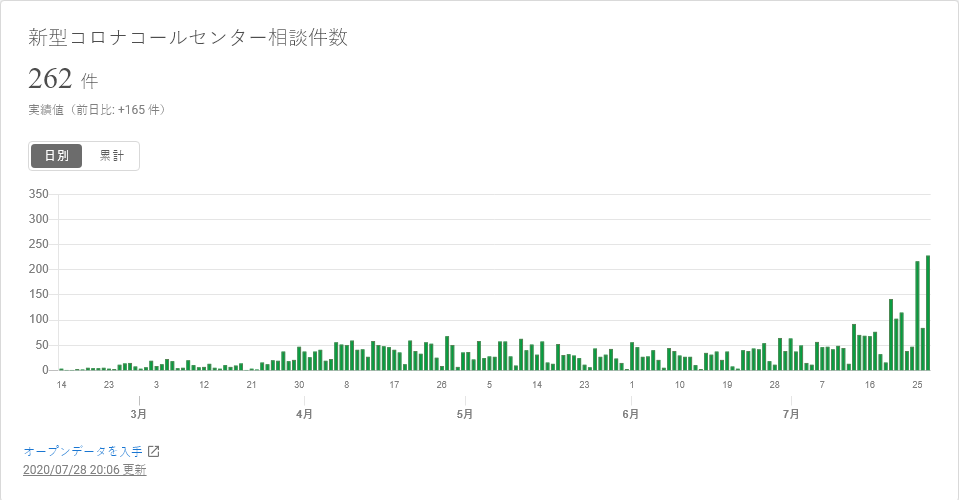 新型コロナコールセンター相談件数
262 件
実績値（前日比: +165 件）
日別 累計
350
300
250
200
150
100
50
0
14 23 3 12 21 30 8 17 26 5 14 23 1 10 19 28 7 16 25
3月 4月 5月 6月 7月
オープンデータを入手
2020/07/28 20:06 更新